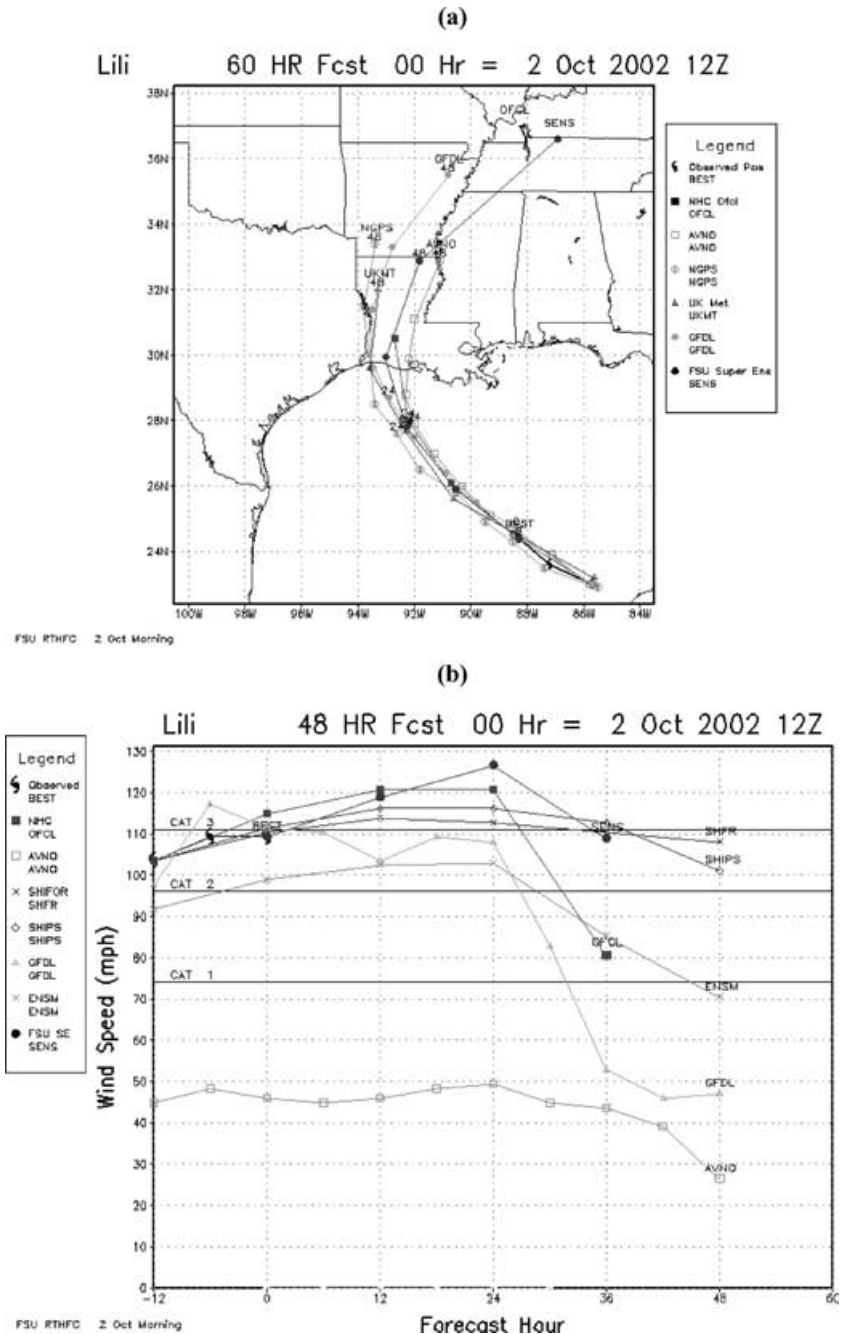 (a)
Lili 60 HR Fcst 00 Hr = 2 Oct 2002 12Z
38N
36N
34N
32N
30N
28N
26N
24N
100W 98W 96W 94W 92W 90W 88W 86W 84W
OFCL
SENS
GFDL
48
NGPS
48
AVNO
48
UKMT
48
24
BEST
Legend
Observed Pos
BEST
NHC Ofcl
OFCL
AVNO
AVNO
NGPS
NGPS
UK Met
UKMT
GFDL
GFDL
FSU Super Ens
SENS
FSU RTHFC 2 Oct Morning
(b)
Lili 48 HR Fcst 00 Hr = 2 Oct 2002 12Z
Legend
Observed
BEST
NHC
OFCL
AVNO
AVNO
SHIFOR
SHFR
SHIPS
SHIPS
GFDL
GFDL
ENSM
ENSM
FSU SE
SENS
Wind Speed (mph)
130
120
110
100
90
80
70
60
50
40
30
20
10
0
CAT 3
CAT 2
CAT 1
BEST
SENS
SHFR
SHIPS
OFCL
ENSM
GFDL
AVNO
-12 0 12 24 36 48 60
Forecast Hour
FSU RTHFC 2 Oct Morning